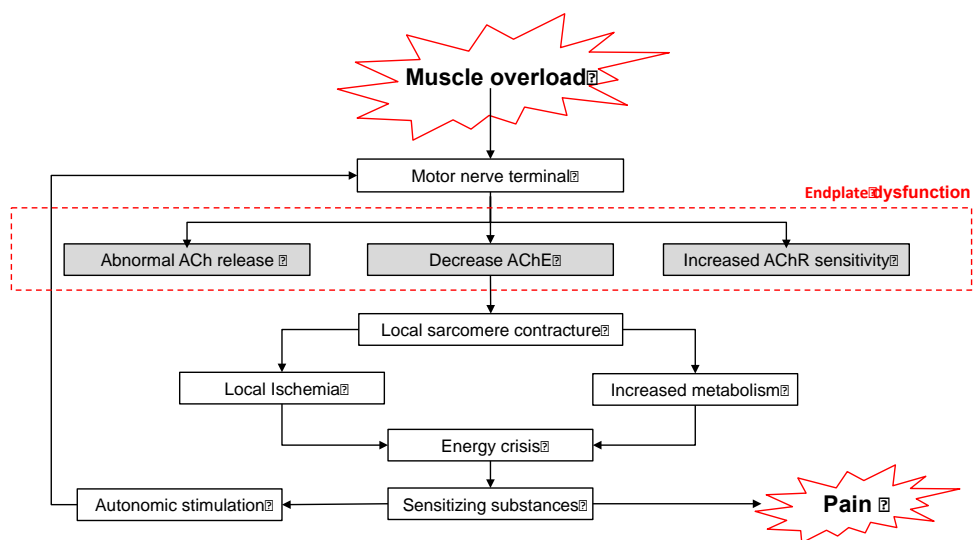 Muscle overload
Motor nerve terminal
Endplate dysfunction
Abnormal ACh release
Decrease AChE
Increased AChR sensitivity
Local sarcomere contracture
Local Ischemia
Increased metabolism
Energy crisis
Autonomic stimulation
Sensitizing substances
Pain